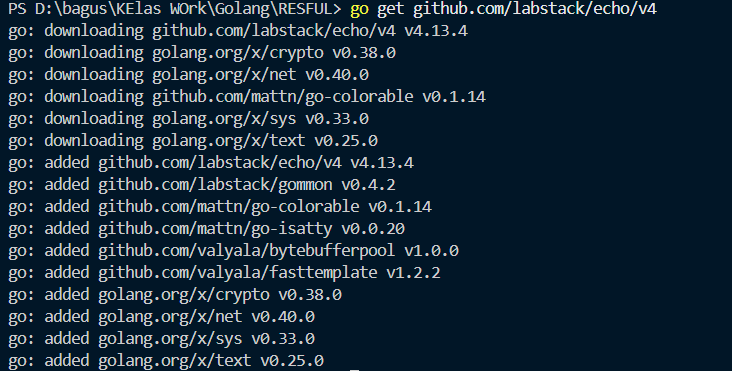 PS D:\bagus\KElas WOrk\Golang\RESFUL> go get github.com/labstack/echo/v4
go: downloading github.com/labstack/echo/v4 v4.13.4
go: downloading golang.org/x/crypto v0.38.0
go: downloading golang.org/x/net v0.40.0
go: downloading github.com/mattn/go-colorable v0.1.14
go: downloading golang.org/x/sys v0.33.0
go: downloading golang.org/x/text v0.25.0
go: added github.com/labstack/echo/v4 v4.13.4
go: added github.com/labstack/gommon v0.4.2
go: added github.com/mattn/go-colorable v0.1.14
go: added github.com/mattn/go-isatty v0.0.20
go: added github.com/valyala/bytebufferpool v1.0.0
go: added github.com/valyala/fasttemplate v1.2.2
go: added golang.org/x/crypto v0.38.0
go: added golang.org/x/net v0.40.0
go: added golang.org/x/sys v0.33.0
go: added golang.org/x/text v0.25.0